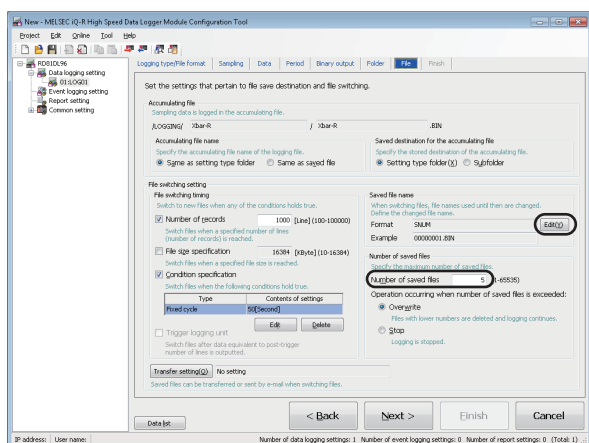 New - MELSEC iQ-R High Speed Data Logger Module Configuration Tool
Project Edit Online Tool Help
RD81DL96
Data logging setting
01:LOG01
Event logging setting
Report setting
Common setting
Logging type/File format Sampling Data Period Binary output Folder File Finish
Set the settings that pertain to file save destination and file switching.
Accumulating file
Sampling data is logged in the accumulating file.
/LOGGING/ Xbar-R / Xbar-R .BIN
Accumulating file name
Specify the accumulating file name of the logging file.
Same as setting type folder Same as saved file
Saved destination for the accumulating file
Specify the stored destination of the accumulating file.
Setting type folder(X) Subfolder
File switching setting
File switching timing
Switch to new files when any of the conditions holds true.
Number of records 1000 [Line] (100-100000)
Switch files when a specified number of lines
(number of records) is reached.
File size specification 16384 [KByte] (10-16384)
Switch files when a specified file size is reached.
Condition specification
Switch files when the following conditions hold true.
Type Contents of settings
Fixed cycle 50[Second]
Edit Delete
Trigger logging unit
Switch files after data equivalent to post-trigger
number of lines is outputted.
Saved file name
When switching files, file names used until then are changed.
Define the changed file name.
Format SNUM Edit(Y)
Example 00000001.BIN
Number of saved files
Specify the maximum number of saved files.
Number of saved files 5 (1-65535)
Operation occurring when number of saved files is exceeded:
Overwrite
Files with lower numbers are deleted and logging continues.
Stop
Logging is stopped.
Transfer setting(Q) No setting
Saved files can be transferred or sent by e-mail when switching files.
Data list < Back Next > Finish Cancel
IP address: User name: Number of data logging settings: 1 Number of event logging settings: 0 Number of report settings: 0 (Total: 1)